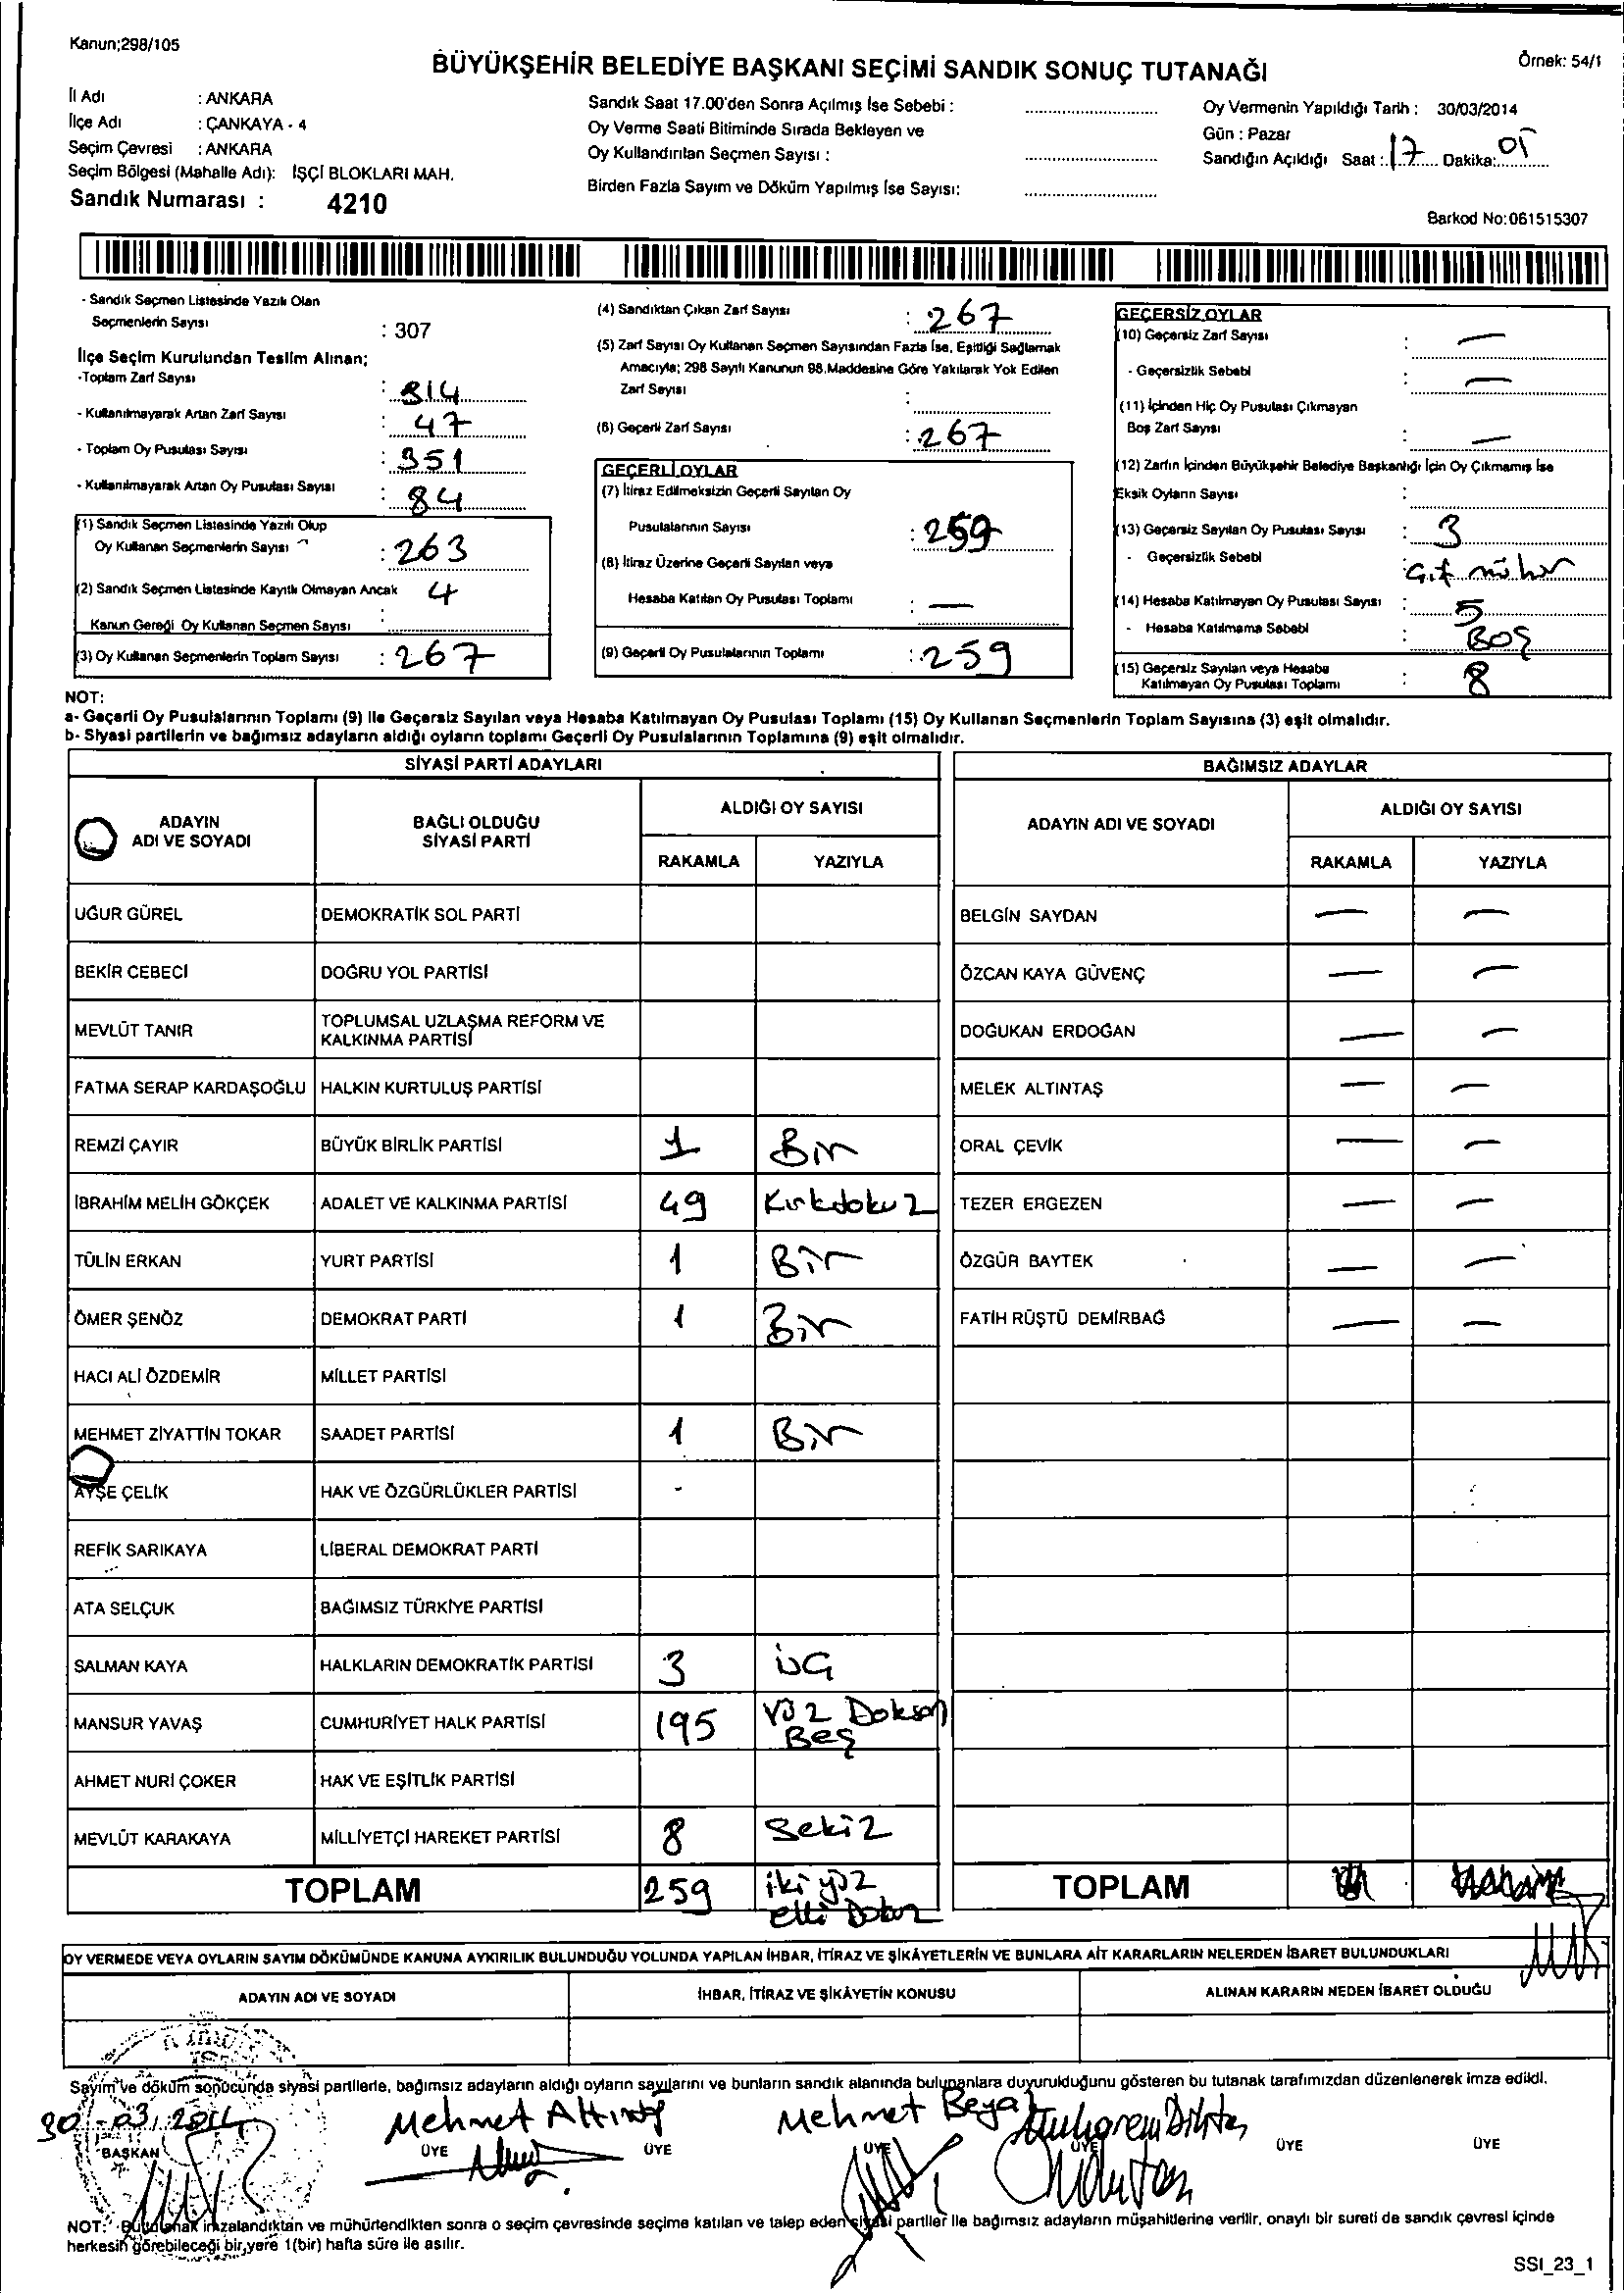 Kanun;298/105
BÜYÜKŞEHİR BELEDİYE BAŞKANI SEÇİMİ SANDIK SONUÇ TUTANAĞI
Örnek: 54/1
İl Adı : ANKARA
İlçe Adı : ÇANKAYA - 4
Seçim Çevresi : ANKARA
Seçim Bölgesi (Mahalle Adı): İŞÇİ BLOKLARI MAH.
Sandık Numarası : 4210
Sandık Saat 17.00'den Sonra Açılmış İse Sebebi :
Oy Verme Saati Bitiminde Sırada Bekleyen ve
Oy Kullandırılan Seçmen Sayısı :
Birden Fazla Sayım ve Döküm Yapılmış İse Sayısı:
Oy Vermenin Yapıldığı Tarih : 30/03/2014
Gün : Pazar
Sandığın Açıldığı Saat : 17 Dakika: 05
Barkod No:061515307
- Sandık Seçmen Listesinde Yazılı Olan
Seçmenlerin Sayısı : 307
İlçe Seçim Kurulundan Teslim Alınan;
-Toplam Zarf Sayısı : 314
- Kullanılmayarak Artan Zarf Sayısı : 47
- Toplam Oy Pusulası Sayısı : 351
- Kullanılmayarak Artan Oy Pusulası Sayısı : 84
(1) Sandık Seçmen Listesinde Yazılı Olup
Oy Kullanan Seçmenlerin Sayısı : 263
(2) Sandık Seçmen Listesinde Kayıtlı Olmayan Ancak 4
Kanun Gereği Oy Kullanan Seçmen Sayısı :
(3) Oy Kullanan Seçmenlerin Toplam Sayısı : 267
(4) Sandıktan Çıkan Zarf Sayısı : 267
(5) Zarf Sayısı Oy Kullanan Seçmen Sayısından Fazla İse, Eşitliği Sağlamak
Amacıyla; 298 Sayılı Kanunun 98.Maddesine Göre Yakılarak Yok Edilen
Zarf Sayısı :
(6) Geçerli Zarf Sayısı : 267
GEÇERLİ OYLAR
(7) İtiraz Edilmeksizin Geçerli Sayılan Oy
Pusulalarının Sayısı : 259
(8) İtiraz Üzerine Geçerli Sayılan veya
Hesaba Katılan Oy Pusulası Toplamı : —
(9) Geçerli Oy Pusulalarının Toplamı : 259
GEÇERSİZ OYLAR
(10) Geçersiz Zarf Sayısı : —
- Geçersizlik Sebebi : —
(11) İçinden Hiç Oy Pusulası Çıkmayan
Boş Zarf Sayısı : —
(12) Zarfın İçinden Büyükşehir Belediye Başkanlığı İçin Oy Çıkmamış İse
Eksik Oyların Sayısı :
(13) Geçersiz Sayılan Oy Pusulası Sayısı : 3
- Geçersizlik Sebebi : Çift mühür
(14) Hesaba Katılmayan Oy Pusulası Sayısı : 5
- Hesaba Katılmama Sebebi : BOŞ
(15) Geçersiz Sayılan veya Hesaba
Katılmayan Oy Pusulası Toplamı : 8
NOT:
a- Geçerli Oy Pusulalarının Toplamı (9) ile Geçersiz Sayılan veya Hesaba Katılmayan Oy Pusulası Toplamı (15) Oy Kullanan Seçmenlerin Toplam Sayısına (3) eşit olmalıdır.
b- Siyasi partilerin ve bağımsız adayların aldığı oyların toplamı Geçerli Oy Pusulalarının Toplamına (9) eşit olmalıdır.
SİYASİ PARTİ ADAYLARI
ADAYIN ADI VE SOYADI
BAĞLI OLDUĞU SİYASİ PARTİ
ALDIĞI OY SAYISI
RAKAMLA YAZIYLA
UĞUR GÜREL DEMOKRATİK SOL PARTİ
BEKİR CEBECİ DOĞRU YOL PARTİSİ
MEVLÜT TANIR TOPLUMSAL UZLAŞMA REFORM VE KALKINMA PARTİSİ
FATMA SERAP KARDAŞOĞLU HALKIN KURTULUŞ PARTİSİ
REMZİ ÇAYIR BÜYÜK BİRLİK PARTİSİ 1 Bir
İBRAHİM MELİH GÖKÇEK ADALET VE KALKINMA PARTİSİ 49 Kırkdokuz
TÜLİN ERKAN YURT PARTİSİ 1 Bir
ÖMER ŞENÖZ DEMOKRAT PARTİ 1 Bir
HACI ALİ ÖZDEMİR MİLLET PARTİSİ
MEHMET ZİYATTİN TOKAR SAADET PARTİSİ 1 Bir
AYŞE ÇELİK HAK VE ÖZGÜRLÜKLER PARTİSİ -
REFİK SARIKAYA LİBERAL DEMOKRAT PARTİ
ATA SELÇUK BAĞIMSIZ TÜRKİYE PARTİSİ
SALMAN KAYA HALKLARIN DEMOKRATİK PARTİSİ 3 üç
MANSUR YAVAŞ CUMHURİYET HALK PARTİSİ 195 Yüz Doksan Beş
AHMET NURİ ÇOKER HAK VE EŞİTLİK PARTİSİ
MEVLÜT KARAKAYA MİLLİYETÇİ HAREKET PARTİSİ 8 Sekiz
TOPLAM 259 iki yüz elli Dokuz
BAĞIMSIZ ADAYLAR
ADAYIN ADI VE SOYADI
ALDIĞI OY SAYISI
RAKAMLA YAZIYLA
BELGİN SAYDAN — —
ÖZCAN KAYA GÜVENÇ — —
DOĞUKAN ERDOĞAN — —
MELEK ALTINTAŞ — —
ORAL ÇEVİK — —
TEZER ERGEZEN — —
ÖZGÜR BAYTEK — —
FATİH RÜŞTÜ DEMİRBAĞ — —
TOPLAM
OY VERMEDE VEYA OYLARIN SAYIM DÖKÜMÜNDE KANUNA AYKIRILIK BULUNDUĞU YOLUNDA YAPILAN İHBAR, İTİRAZ VE ŞİKÂYETLERİN VE BUNLARA AİT KARARLARIN NELERDEN İBARET BULUNDUKLARI
ADAYIN ADI VE SOYADI
İHBAR, İTİRAZ VE ŞİKÂYETİN KONUSU
ALINAN KARARIN NEDEN İBARET OLDUĞU
Sayım ve döküm sonucunda siyasi partilerle, bağımsız adayların aldığı oyların sayılarını ve bunların sandık alanında bulunanlara duyurulduğunu gösteren bu tutanak tarafımızdan düzenlenerek imza edildi.
30-03/2014 Mehmet Mehmet
BAŞKAN ÜYE ÜYE ÜYE ÜYE ÜYE ÜYE
NOT: Bu tutanak imzalandıktan ve mühürlendikten sonra o seçim çevresinde seçime katılan ve talep eden siyasi partiler ile bağımsız adayların müşahitlerine verilir, onaylı bir sureti de sandık çevresi içinde
herkesin görebileceği bir yere 1(bir) hafta süre ile asılır.
SSI_23_1